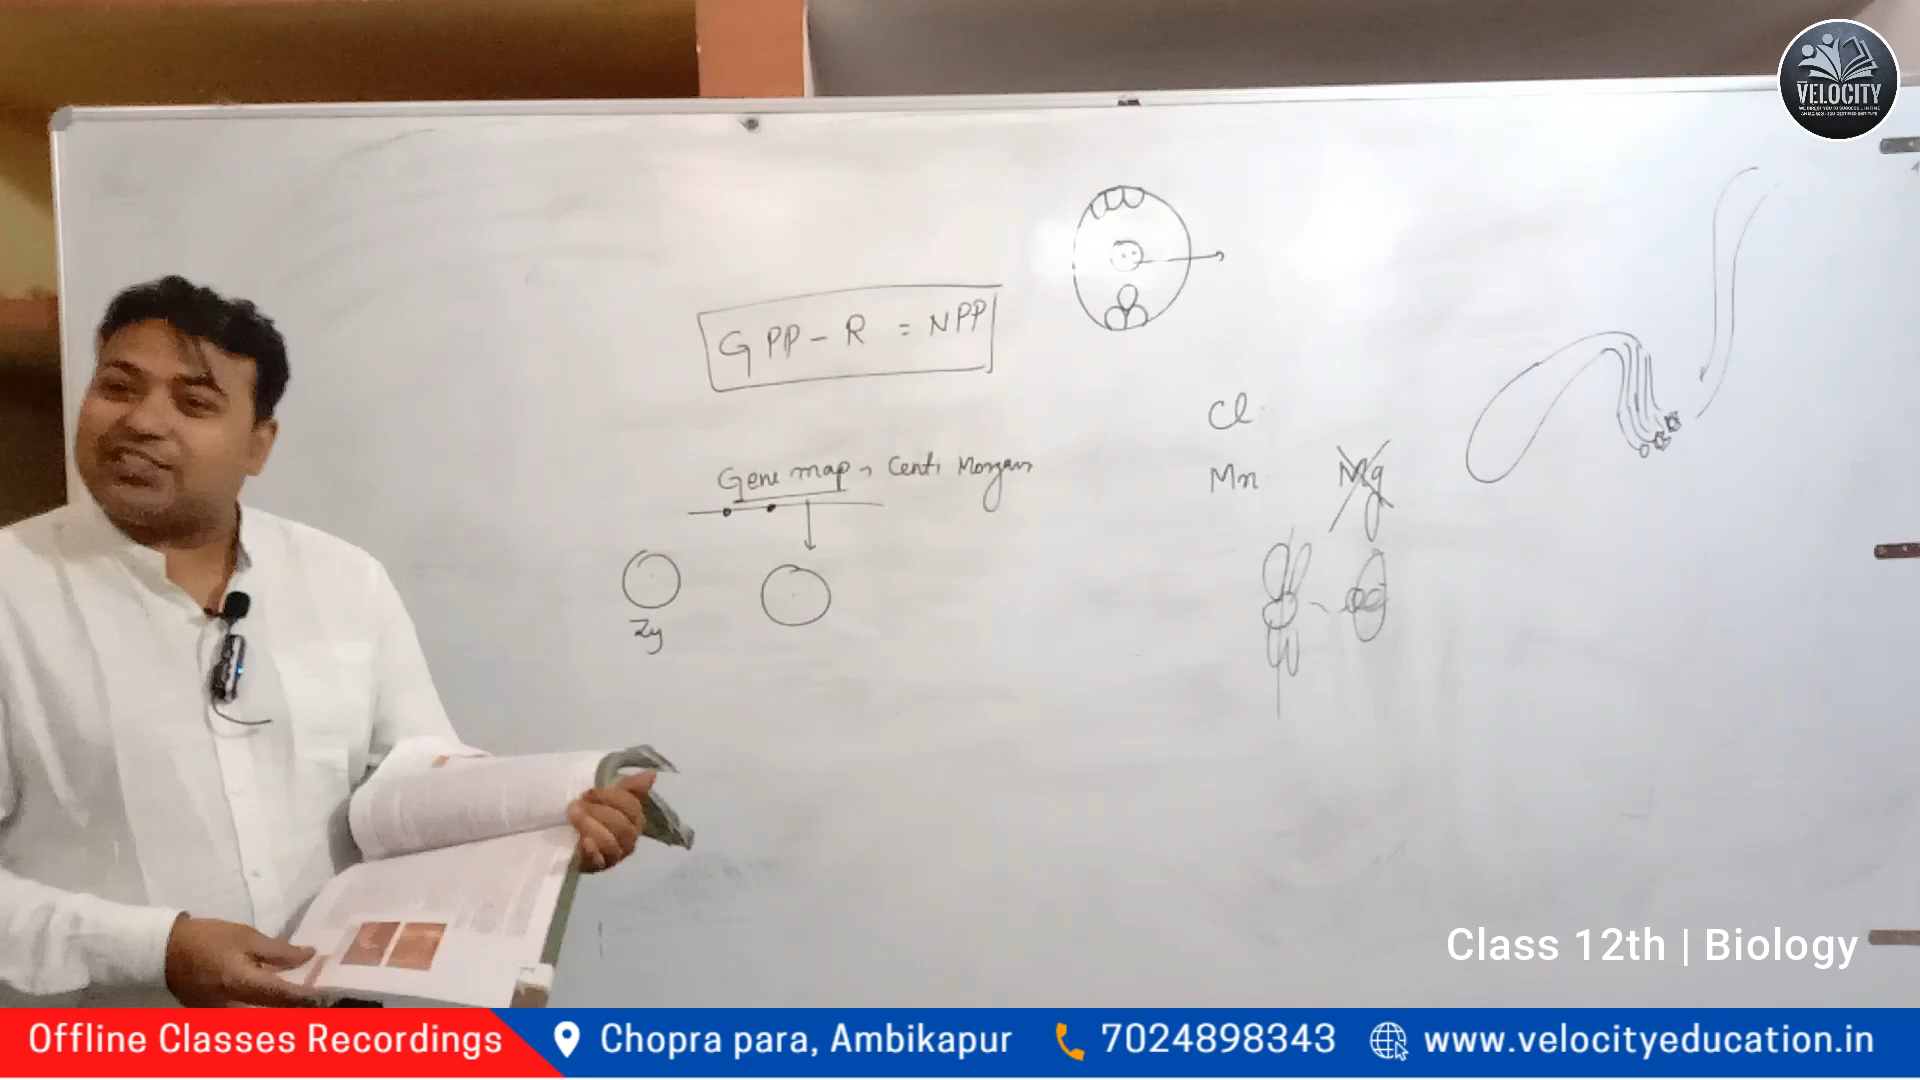 VELOCITY
GPP - R = NPP
Cl
Gene map, Centi Morgan
Mn Mg
Zy
Class 12th | Biology
Offline Classes Recordings Chopra para, Ambikapur 7024898343 www.velocityeducation.in